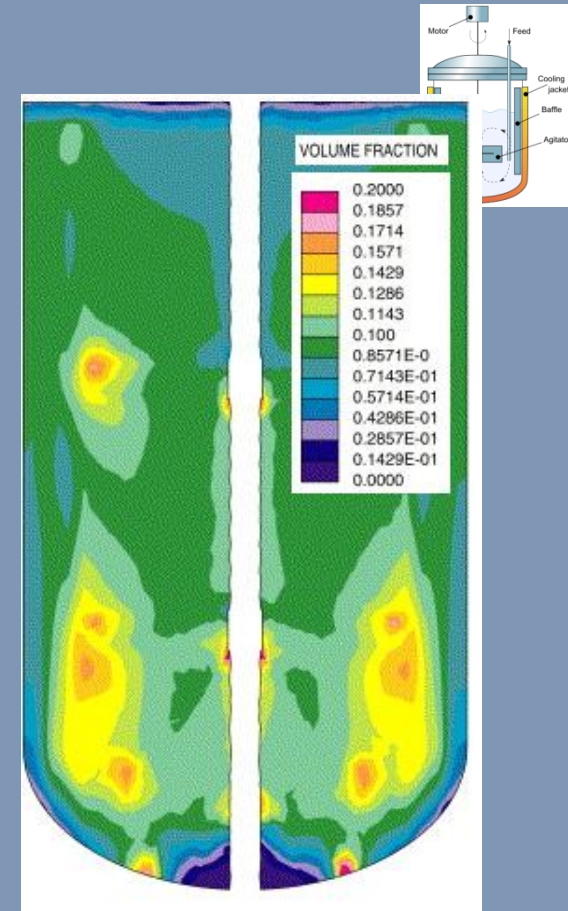 Motor
Feed
Cooling
jacket
Baffle
Agitato
VOLUME FRACTION
0.2000
0.1857
0.1714
0.1571
0.1429
0.1286
0.1143
0.100
0.8571E-0
0.7143E-01
0.5714E-01
0.4286E-01
0.2857E-01
0.1429E-01
0.0000